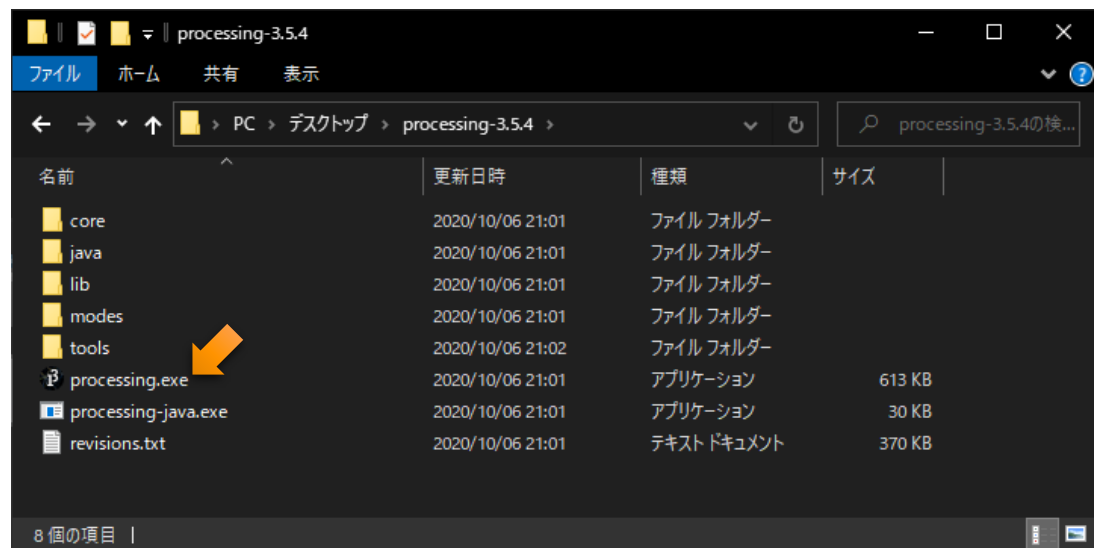 processing-3.5.4
ファイル ホーム 共有 表示
PC › デスクトップ › processing-3.5.4 › processing-3.5.4の検...
名前 更新日時 種類 サイズ
core 2020/10/06 21:01 ファイル フォルダー
java 2020/10/06 21:01 ファイル フォルダー
lib 2020/10/06 21:01 ファイル フォルダー
modes 2020/10/06 21:01 ファイル フォルダー
tools 2020/10/06 21:02 ファイル フォルダー
processing.exe 2020/10/06 21:01 アプリケーション 613 KB
processing-java.exe 2020/10/06 21:01 アプリケーション 30 KB
revisions.txt 2020/10/06 21:01 テキスト ドキュメント 370 KB
8 個の項目